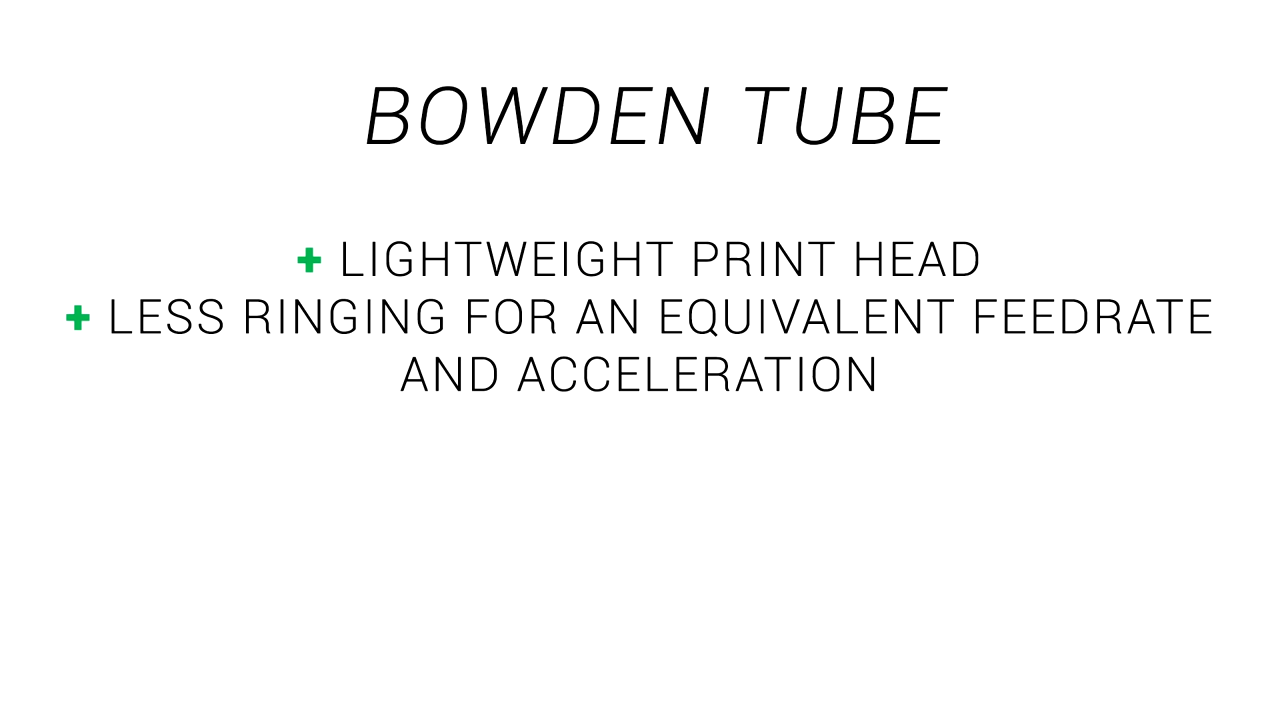 BOWDEN TUBE
+ LIGHTWEIGHT PRINT HEAD
+ LESS RINGING FOR AN EQUIVALENT FEEDRATE
AND ACCELERATION